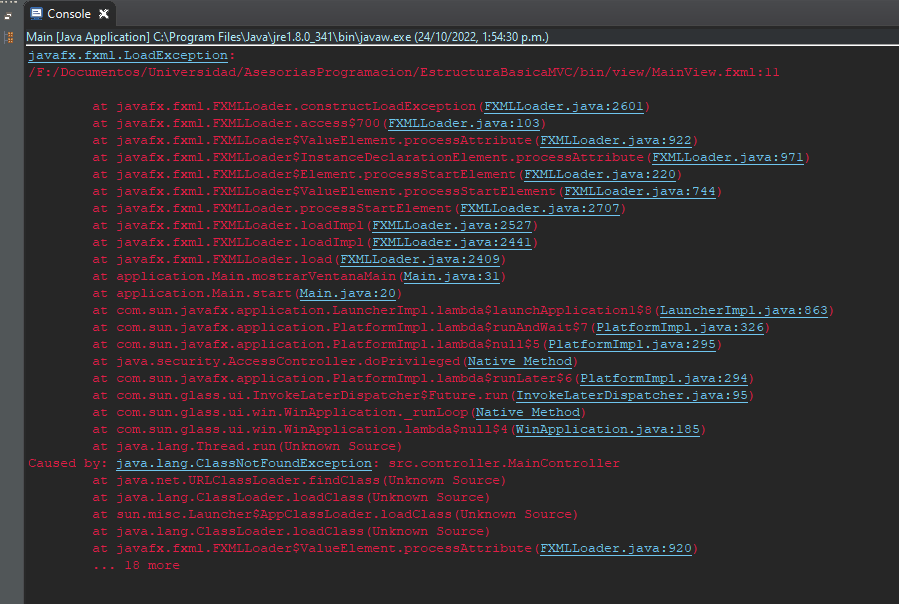 Console
Main [Java Application] C:\Program Files\Java\jre1.8.0_341\bin\javaw.exe (24/10/2022, 1:54:30 p.m.)
javafx.fxml.LoadException:
/F:/Documentos/Universidad/AsesoriasProgramacion/EstructuraBasicaMVC/bin/view/MainView.fxml:11
at javafx.fxml.FXMLLoader.constructLoadException(FXMLLoader.java:2601)
at javafx.fxml.FXMLLoader.access$700(FXMLLoader.java:103)
at javafx.fxml.FXMLLoader$ValueElement.processAttribute(FXMLLoader.java:922)
at javafx.fxml.FXMLLoader$InstanceDeclarationElement.processAttribute(FXMLLoader.java:971)
at javafx.fxml.FXMLLoader$Element.processStartElement(FXMLLoader.java:220)
at javafx.fxml.FXMLLoader$ValueElement.processStartElement(FXMLLoader.java:744)
at javafx.fxml.FXMLLoader.processStartElement(FXMLLoader.java:2707)
at javafx.fxml.FXMLLoader.loadImpl(FXMLLoader.java:2527)
at javafx.fxml.FXMLLoader.loadImpl(FXMLLoader.java:2441)
at javafx.fxml.FXMLLoader.load(FXMLLoader.java:2409)
at application.Main.mostrarVentanaMain(Main.java:31)
at application.Main.start(Main.java:20)
at com.sun.javafx.application.LauncherImpl.lambda$launchApplication1$8(LauncherImpl.java:863)
at com.sun.javafx.application.PlatformImpl.lambda$runAndWait$7(PlatformImpl.java:326)
at com.sun.javafx.application.PlatformImpl.lambda$null$5(PlatformImpl.java:295)
at java.security.AccessController.doPrivileged(Native Method)
at com.sun.javafx.application.PlatformImpl.lambda$runLater$6(PlatformImpl.java:294)
at com.sun.glass.ui.InvokeLaterDispatcher$Future.run(InvokeLaterDispatcher.java:95)
at com.sun.glass.ui.win.WinApplication._runLoop(Native Method)
at com.sun.glass.ui.win.WinApplication.lambda$null$4(WinApplication.java:185)
at java.lang.Thread.run(Unknown Source)
Caused by: java.lang.ClassNotFoundException: src.controller.MainController
at java.net.URLClassLoader.findClass(Unknown Source)
at java.lang.ClassLoader.loadClass(Unknown Source)
at sun.misc.Launcher$AppClassLoader.loadClass(Unknown Source)
at java.lang.ClassLoader.loadClass(Unknown Source)
at javafx.fxml.FXMLLoader$ValueElement.processAttribute(FXMLLoader.java:920)
... 18 more